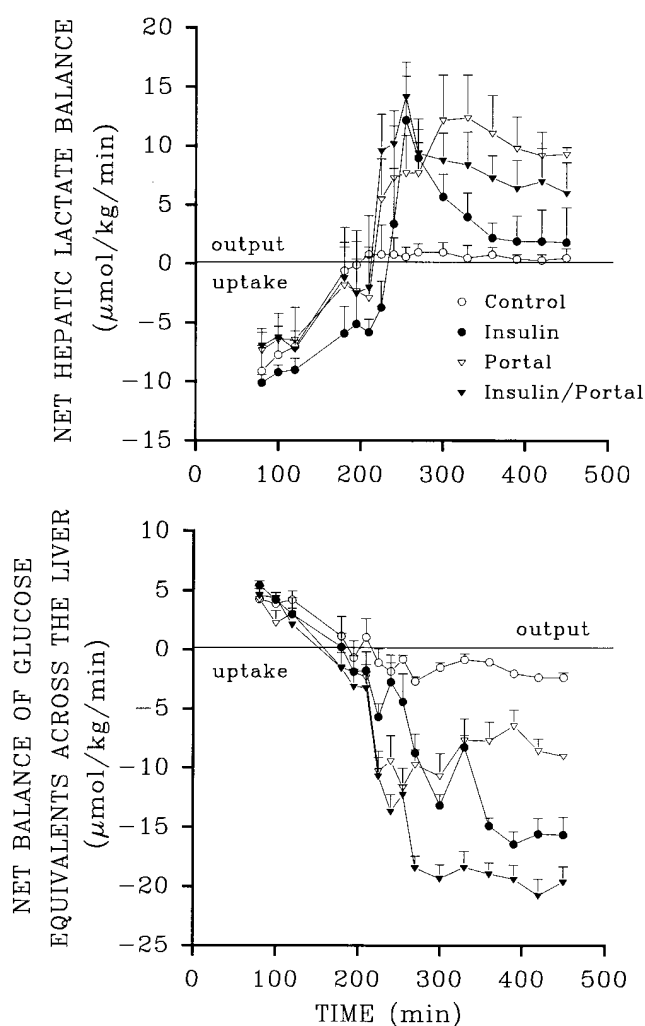 NET HEPATIC LACTATE BALANCE
(μmol/kg/min)
20
15
10
5
0
−5
−10
−15
output
uptake
Control
Insulin
Portal
Insulin/Portal
0
100
200
300
400
500
NET BALANCE OF GLUCOSE
EQUIVALENTS ACROSS THE LIVER
(μmol/kg/min)
10
5
0
−5
−10
−15
−20
−25
output
uptake
0
100
200
300
400
500
TIME (min)